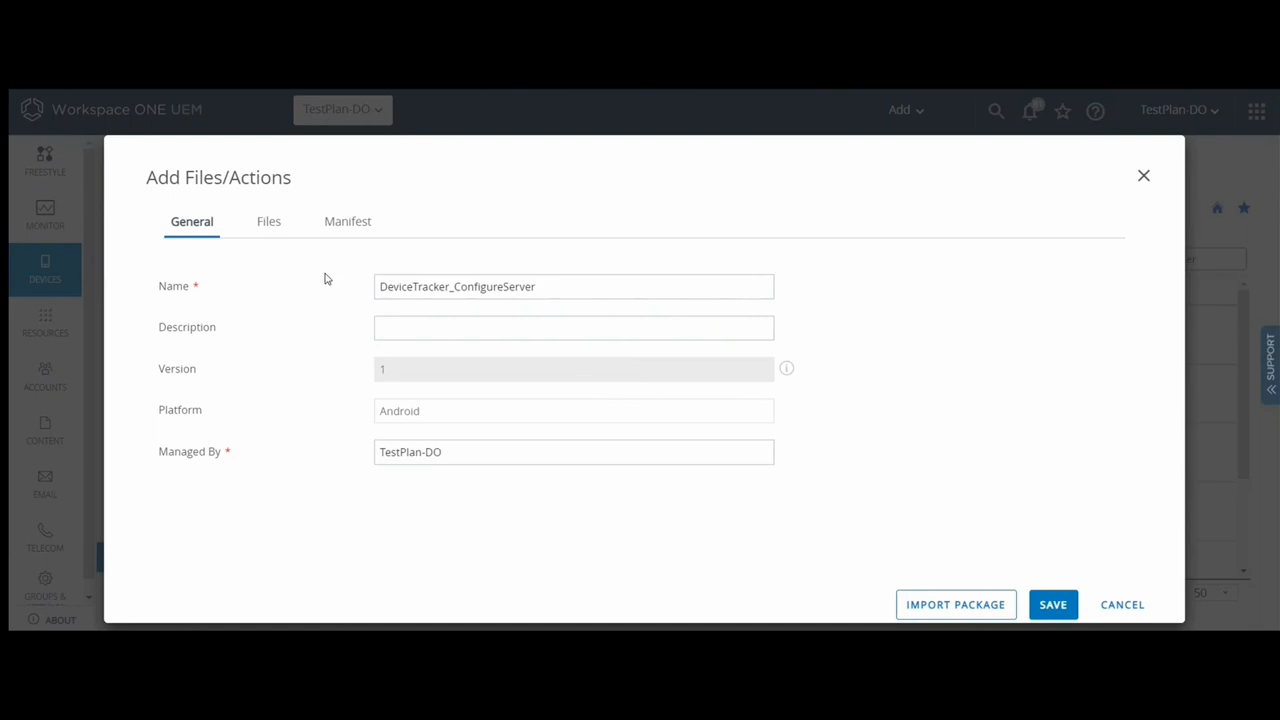 Workspace ONE UEM
TestPlan-DO
Add
TestPlan-DO
FREESTYLE
MONITOR
DEVICES
RESOURCES
ACCOUNTS
CONTENT
EMAIL
TELECOM
GROUPS &
ABOUT
Add Files/Actions
General
Files
Manifest
Name *
DeviceTracker_ConfigureServer
Description
Version
1
Platform
Android
Managed By *
TestPlan-DO
IMPORT PACKAGE
SAVE
CANCEL
SUPPORT
50